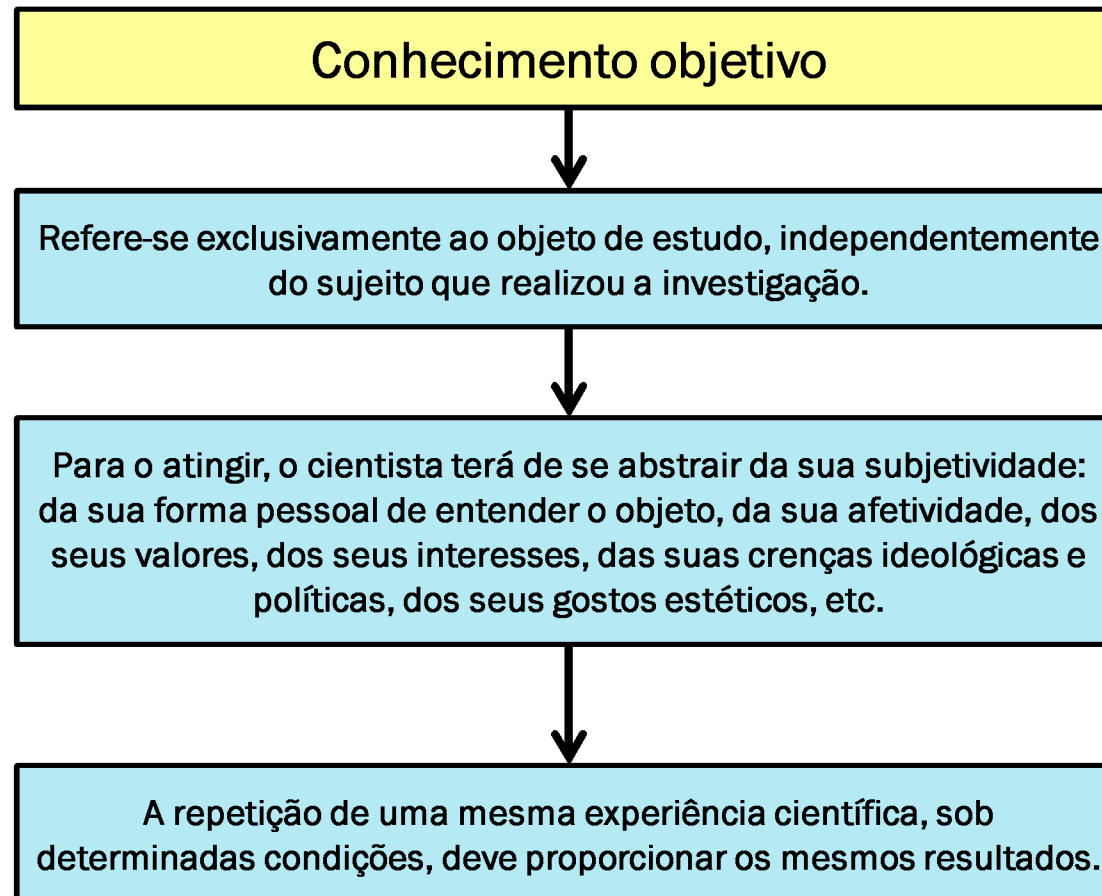 Conhecimento objetivo
Refere-se exclusivamente ao objeto de estudo, independentemente
do sujeito que realizou a investigação.
Para o atingir, o cientista terá de se abstrair da sua subjetividade:
da sua forma pessoal de entender o objeto, da sua afetividade, dos
seus valores, dos seus interesses, das suas crenças ideológicas e
políticas, dos seus gostos estéticos, etc.
A repetição de uma mesma experiência científica, sob
determinadas condições, deve proporcionar os mesmos resultados.